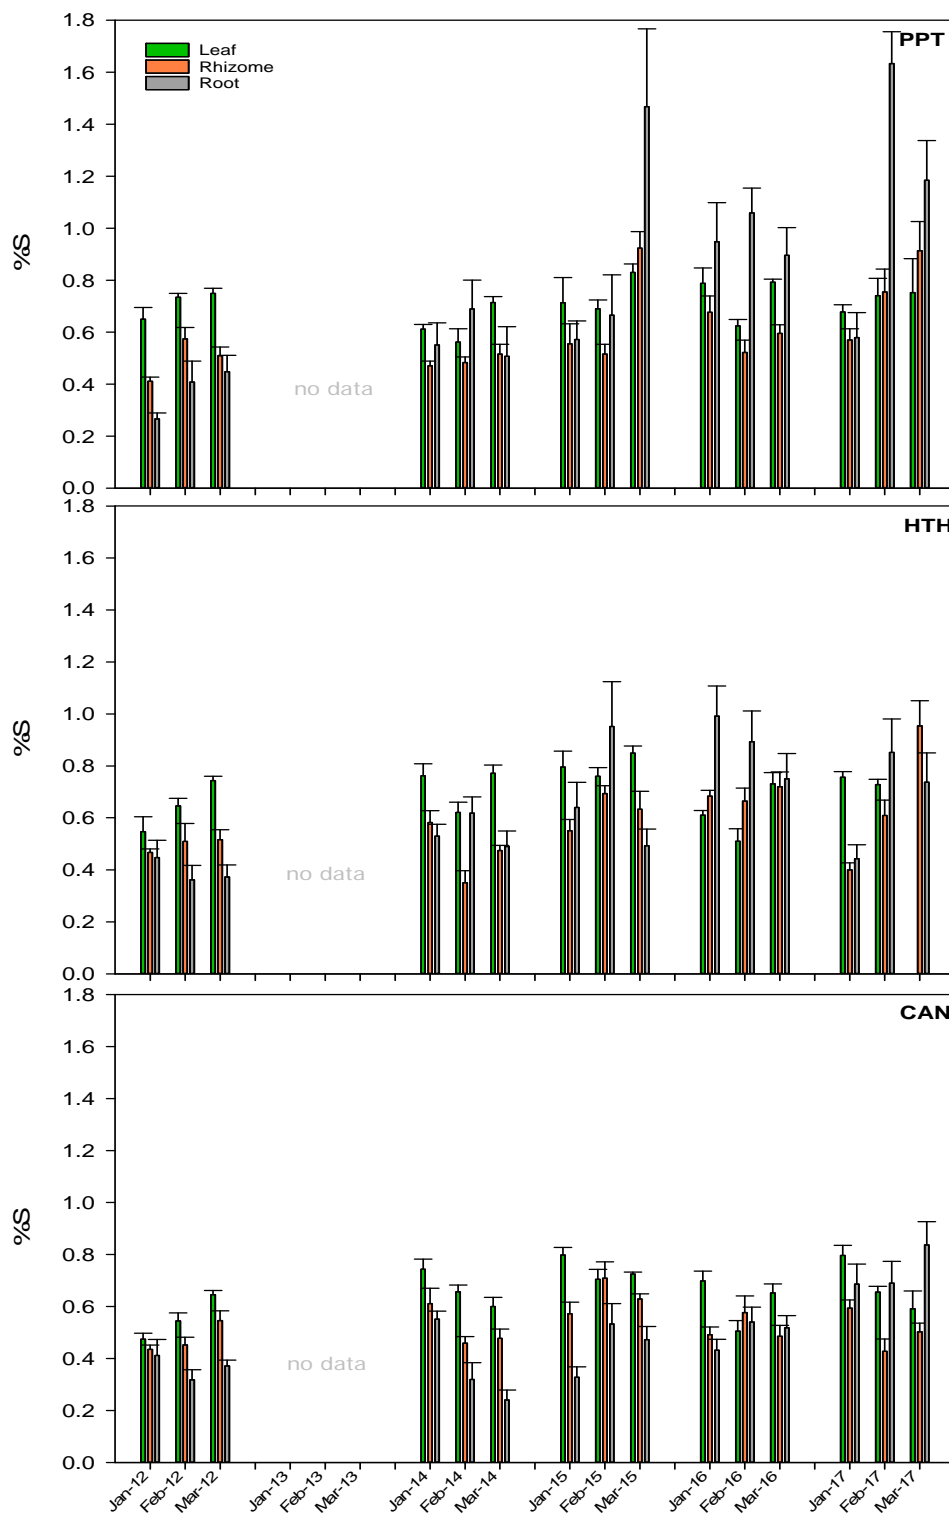 1.8
PPT
Leaf
Rhizome
Root
1.6
1.4
1.2
1.0
%S
0.8
0.6
0.4
no data
0.2
0.0
1.8
HTH
1.6
1.4
1.2
1.0
%S
0.8
0.6
0.4
no data
0.2
0.0
1.8
CAN
1.6
1.4
1.2
1.0
%S
0.8
0.6
0.4
no data
0.2
0.0
Jan-12
Feb-12
Mar-12
Jan-13
Feb-13
Mar-13
Jan-14
Feb-14
Mar-14
Jan-15
Feb-15
Mar-15
Jan-16
Feb-16
Mar-16
Jan-17
Feb-17
Mar-17